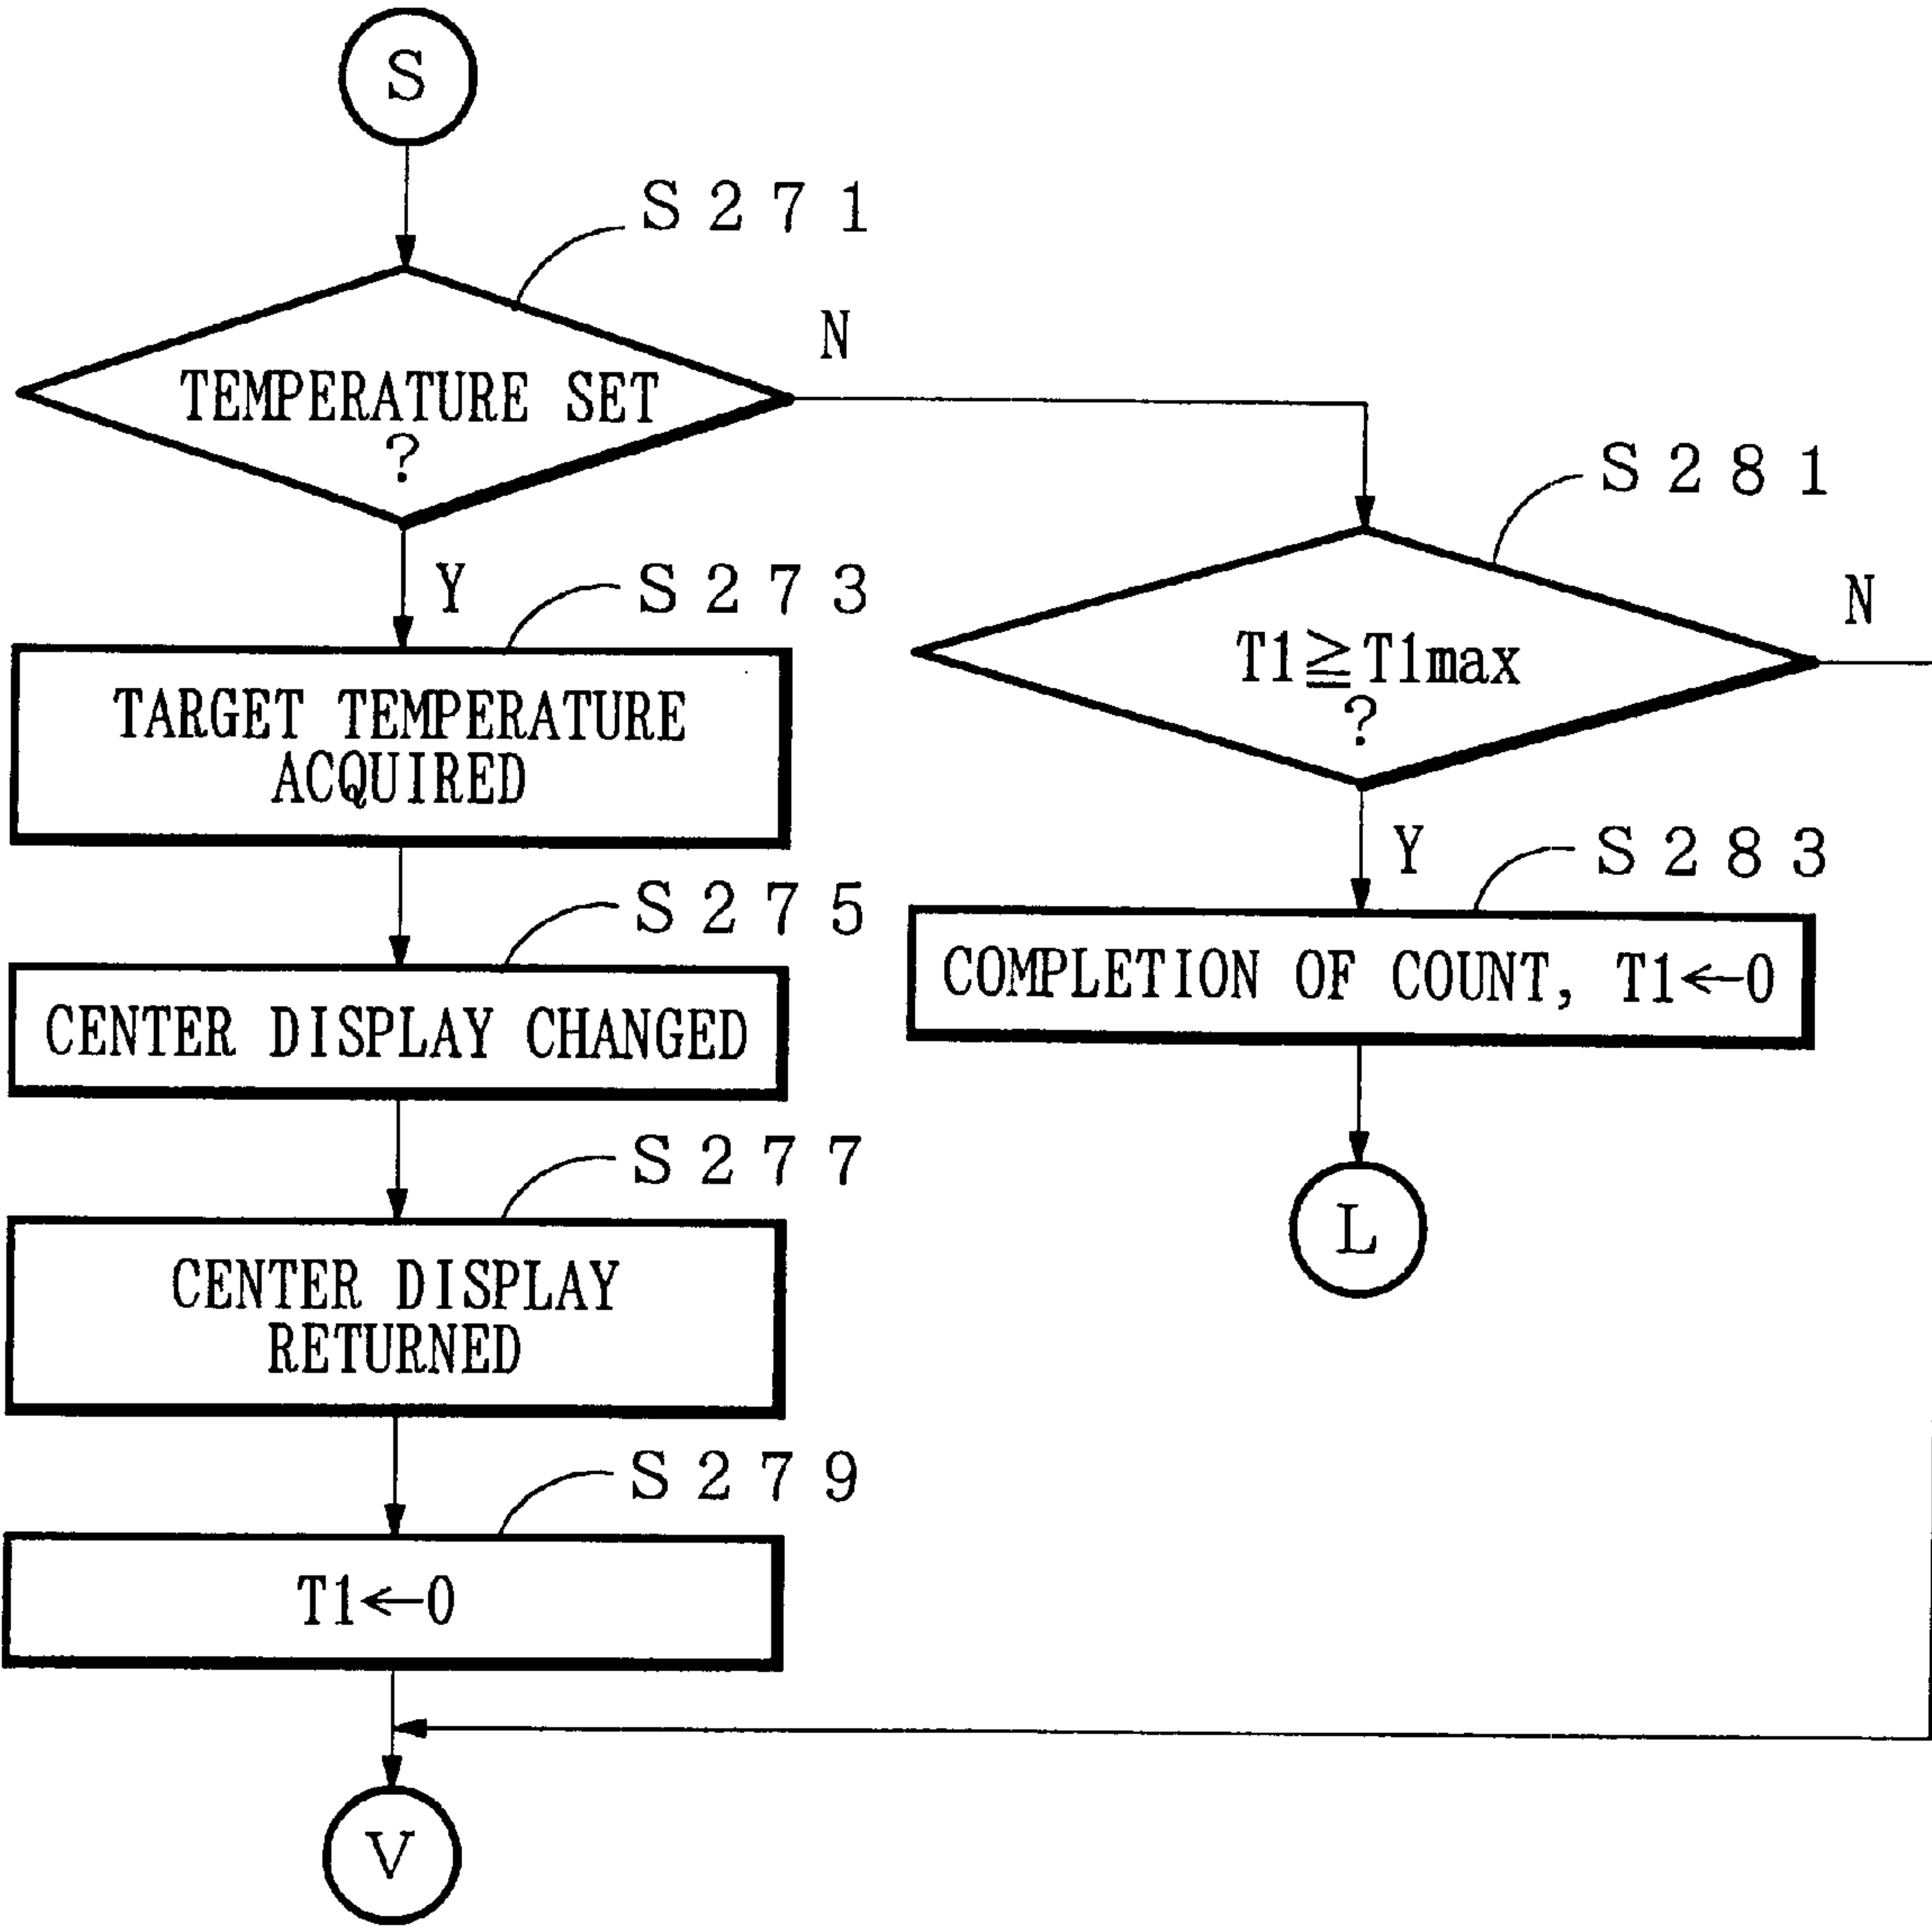 S
S271
N
TEMPERATURE SET
?
S281
Y
S273
N
T1≧T1max
?
TARGET TEMPERATURE
ACQUIRED
Y
S283
S275
COMPLETION OF COUNT, T1←0
CENTER DISPLAY CHANGED
S277
L
CENTER DISPLAY
RETURNED
S279
T1←0
V